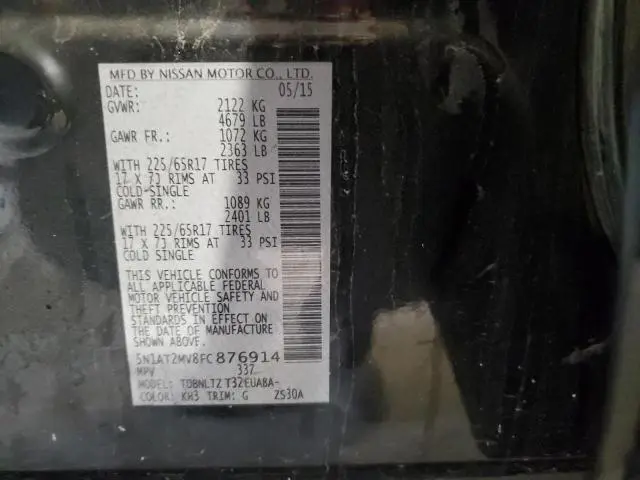 MFD BY NISSAN MOTOR CO., LTD.
DATE: 05/15
GVWR: 2122 KG
4679 LB
GAWR FR.: 1072 KG
2363 LB
WITH 225/65R17 TIRES
17 X 7J RIMS AT 33 PSI
COLD SINGLE
GAWR RR.: 1089 KG
2401 LB
WITH 225/65R17 TIRES
17 X 7J RIMS AT 33 PSI
COLD SINGLE
THIS VEHICLE CONFORMS TO
ALL APPLICABLE FEDERAL
MOTOR VEHICLE SAFETY AND
THEFT PREVENTION
STANDARDS IN EFFECT ON
THE DATE OF MANUFACTURE
SHOWN ABOVE.
5N1AT2MV8FC876914
MPV 337
MODEL: TDBNLTZ T32EUABA-
COLOR: KH3 TRIM: G ZS30A